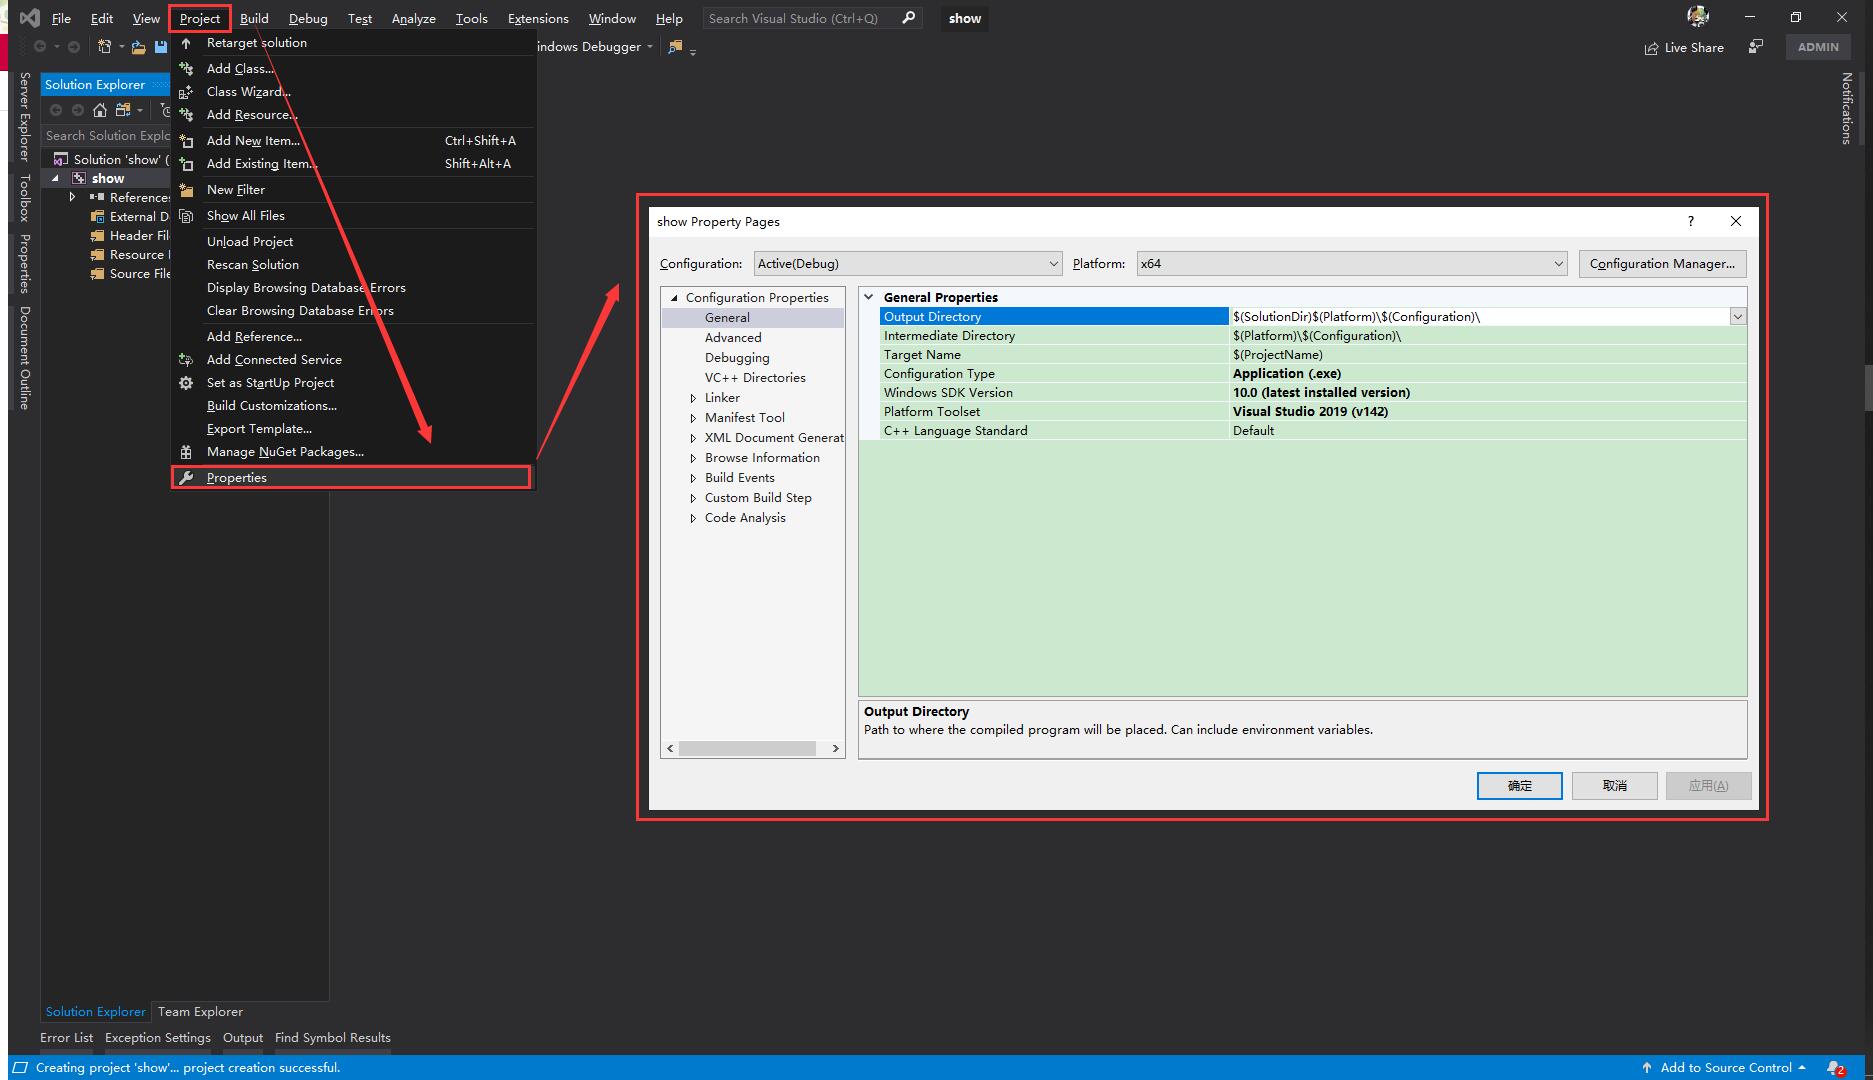 File Edit View Project Build Debug Test Analyze Tools Extensions Window Help Search Visual Studio (Ctrl+Q) show
indows Debugger Live Share ADMIN
Server Explorer
Toolbox
Properties
Document Outline
Notifications
Solution Explorer
Search Solution Explo
Solution 'show' (
show
References
External D
Header Fil
Resource
Source File
Retarget solution
Add Class...
Class Wizard...
Add Resource...
Add New Item... Ctrl+Shift+A
Add Existing Item... Shift+Alt+A
New Filter
Show All Files
Unload Project
Rescan Solution
Display Browsing Database Errors
Clear Browsing Database Errors
Add Reference...
Add Connected Service
Set as StartUp Project
Build Customizations...
Export Template...
Manage NuGet Packages...
Properties
show Property Pages ?
Configuration: Active(Debug) Platform: x64 Configuration Manager...
Configuration Properties
General
Advanced
Debugging
VC++ Directories
Linker
Manifest Tool
XML Document Generat
Browse Information
Build Events
Custom Build Step
Code Analysis
General Properties
Output Directory $(SolutionDir)$(Platform)\$(Configuration)\
Intermediate Directory $(Platform)\$(Configuration)\
Target Name $(ProjectName)
Configuration Type Application (.exe)
Windows SDK Version 10.0 (latest installed version)
Platform Toolset Visual Studio 2019 (v142)
C++ Language Standard Default
Output Directory
Path to where the compiled program will be placed. Can include environment variables.
确定 取消 应用(A)
Solution Explorer Team Explorer
Error List Exception Settings Output Find Symbol Results
Creating project 'show'... project creation successful. Add to Source Control 2